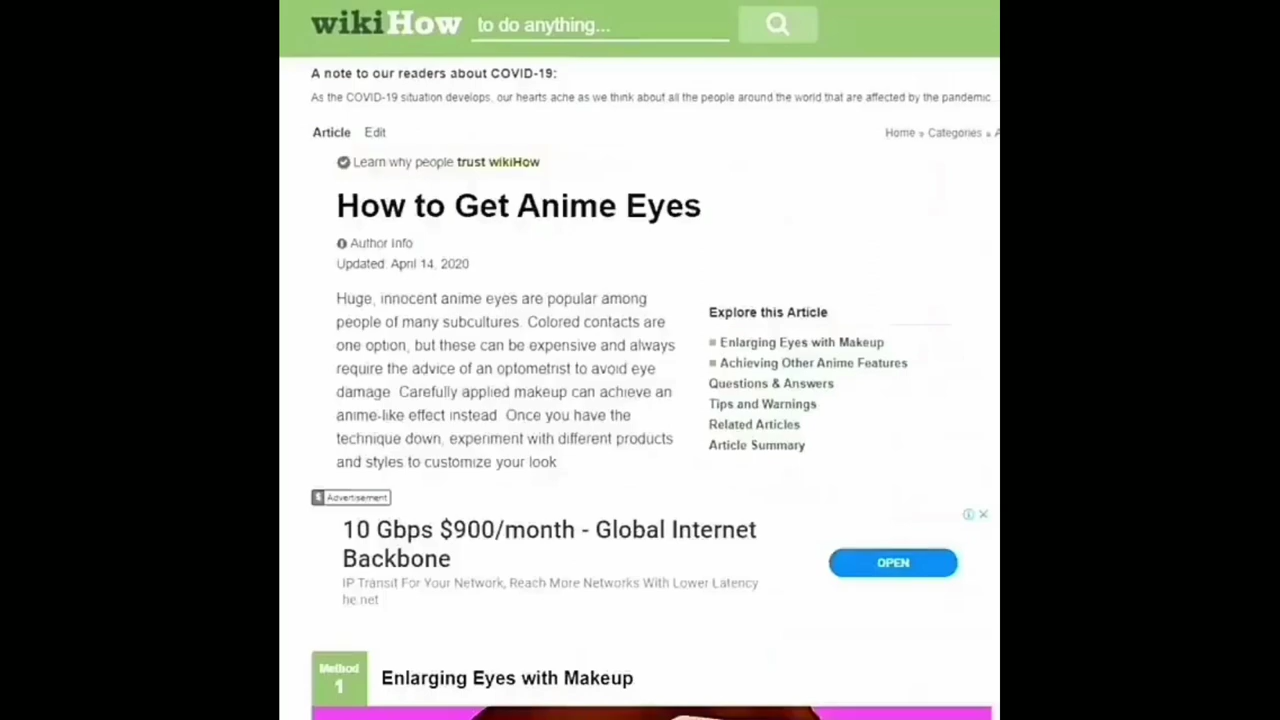 wikiHow to do anything...
A note to our readers about COVID-19:
As the COVID-19 situation develops, our hearts ache as we think about all the people around the world that are affected by the pandemic.
Article Edit
Home » Categories »
Learn why people trust wikiHow
How to Get Anime Eyes
Author Info
Updated: April 14, 2020
Huge, innocent anime eyes are popular among
people of many subcultures. Colored contacts are
one option, but these can be expensive and always
require the advice of an optometrist to avoid eye
damage. Carefully applied makeup can achieve an
anime-like effect instead. Once you have the
technique down, experiment with different products
and styles to customize your look
Explore this Article
Enlarging Eyes with Makeup
Achieving Other Anime Features
Questions & Answers
Tips and Warnings
Related Articles
Article Summary
$ Advertisement
10 Gbps $900/month - Global Internet
Backbone
IP Transit For Your Network, Reach More Networks With Lower Latency
he.net
OPEN
Method
1
Enlarging Eyes with Makeup